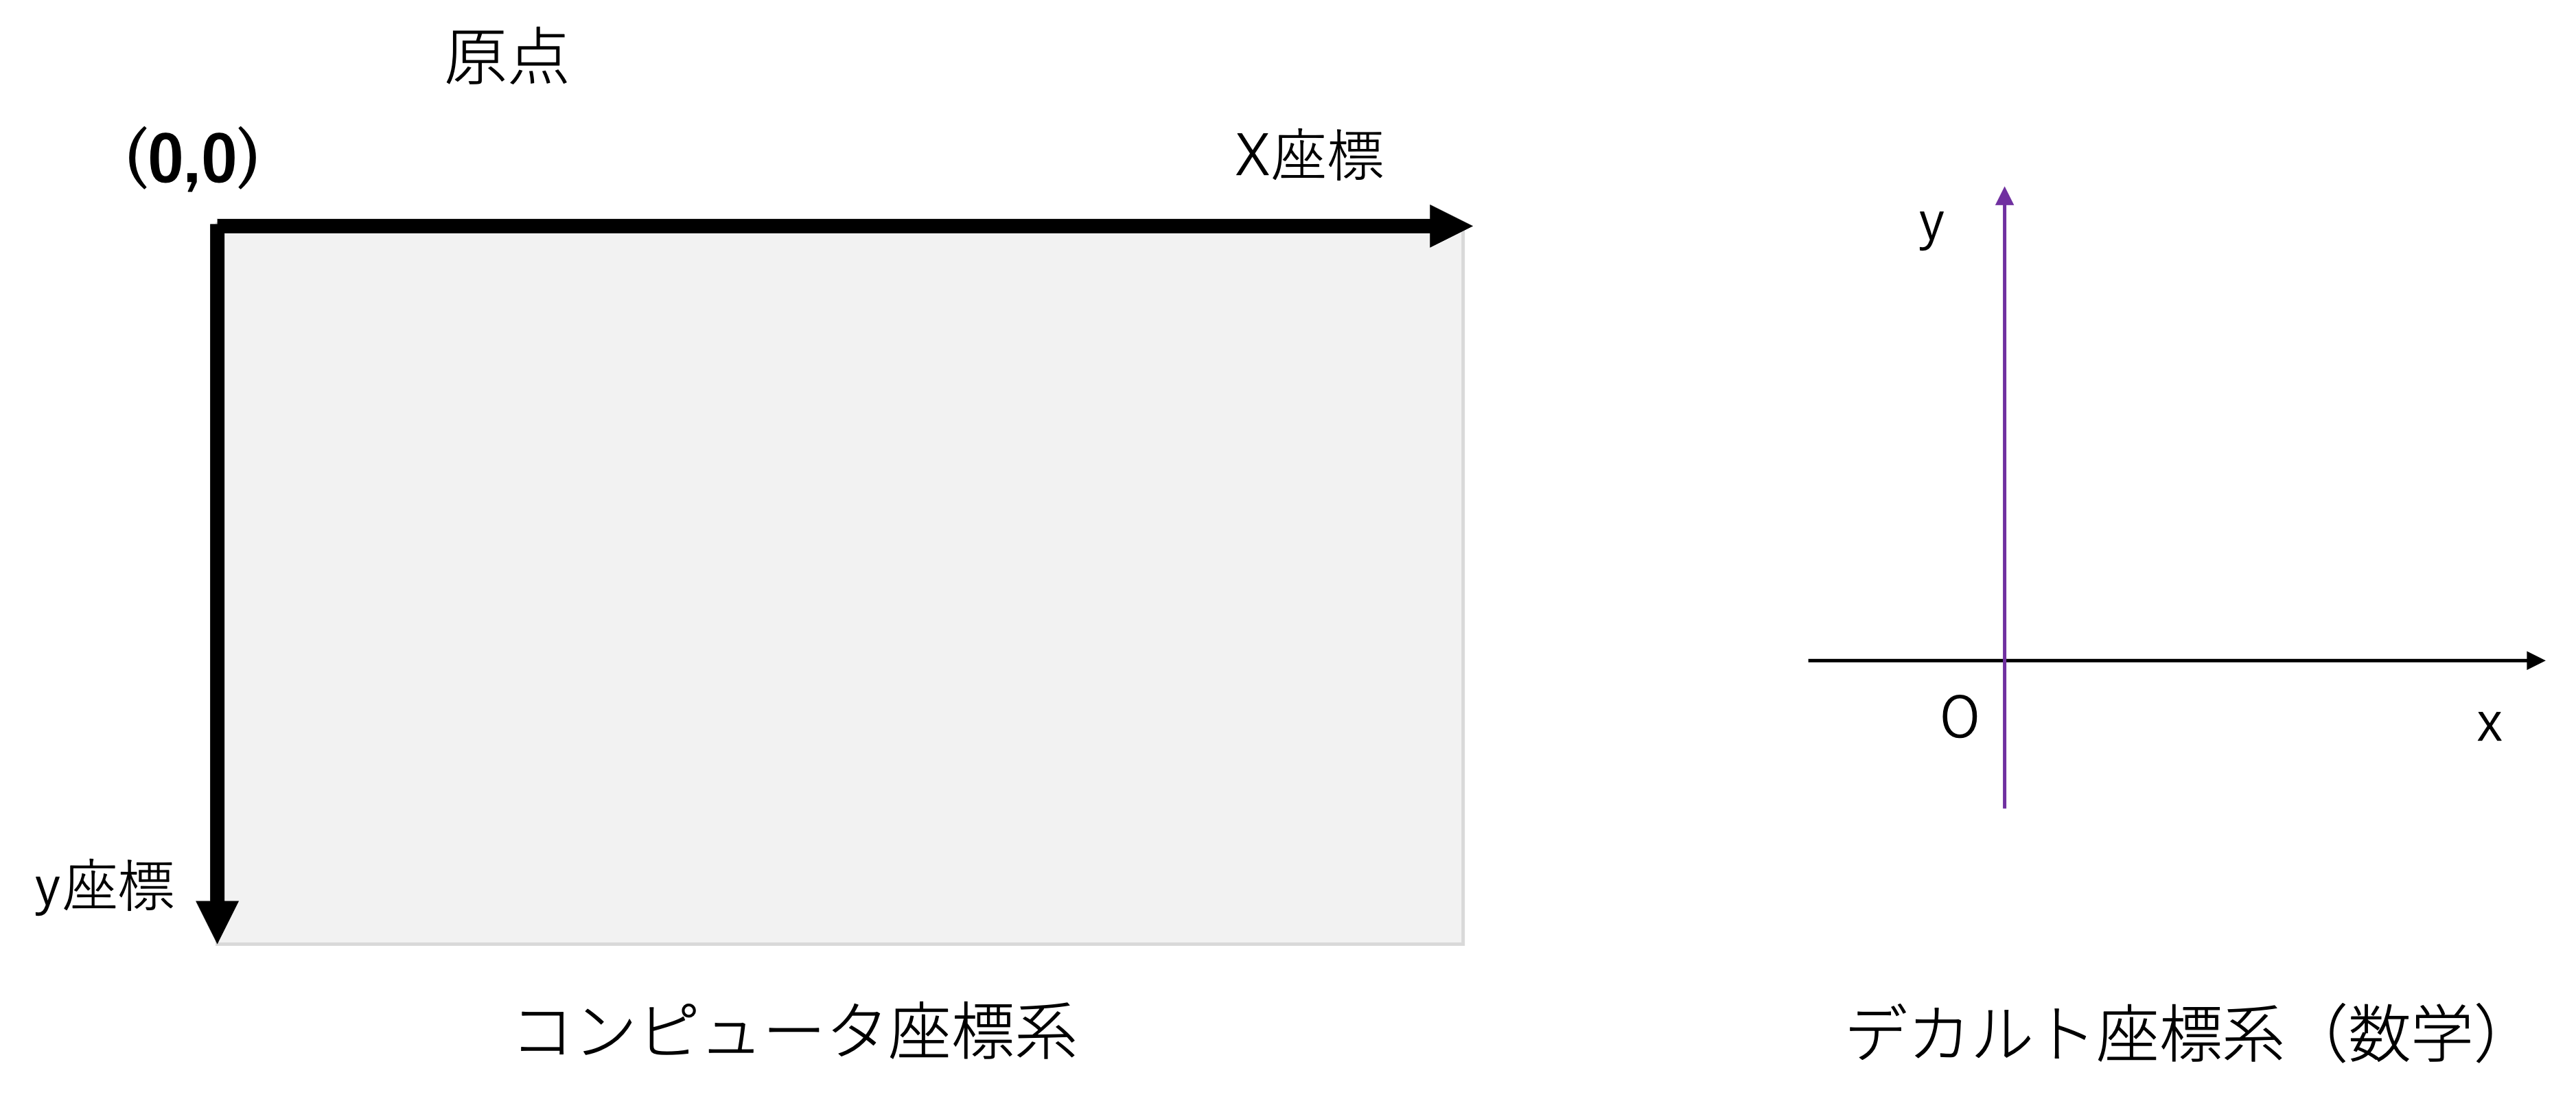 原点
(0,0)
X座標
y座標
コンピュータ座標系
y
O
x
デカルト座標系（数学）